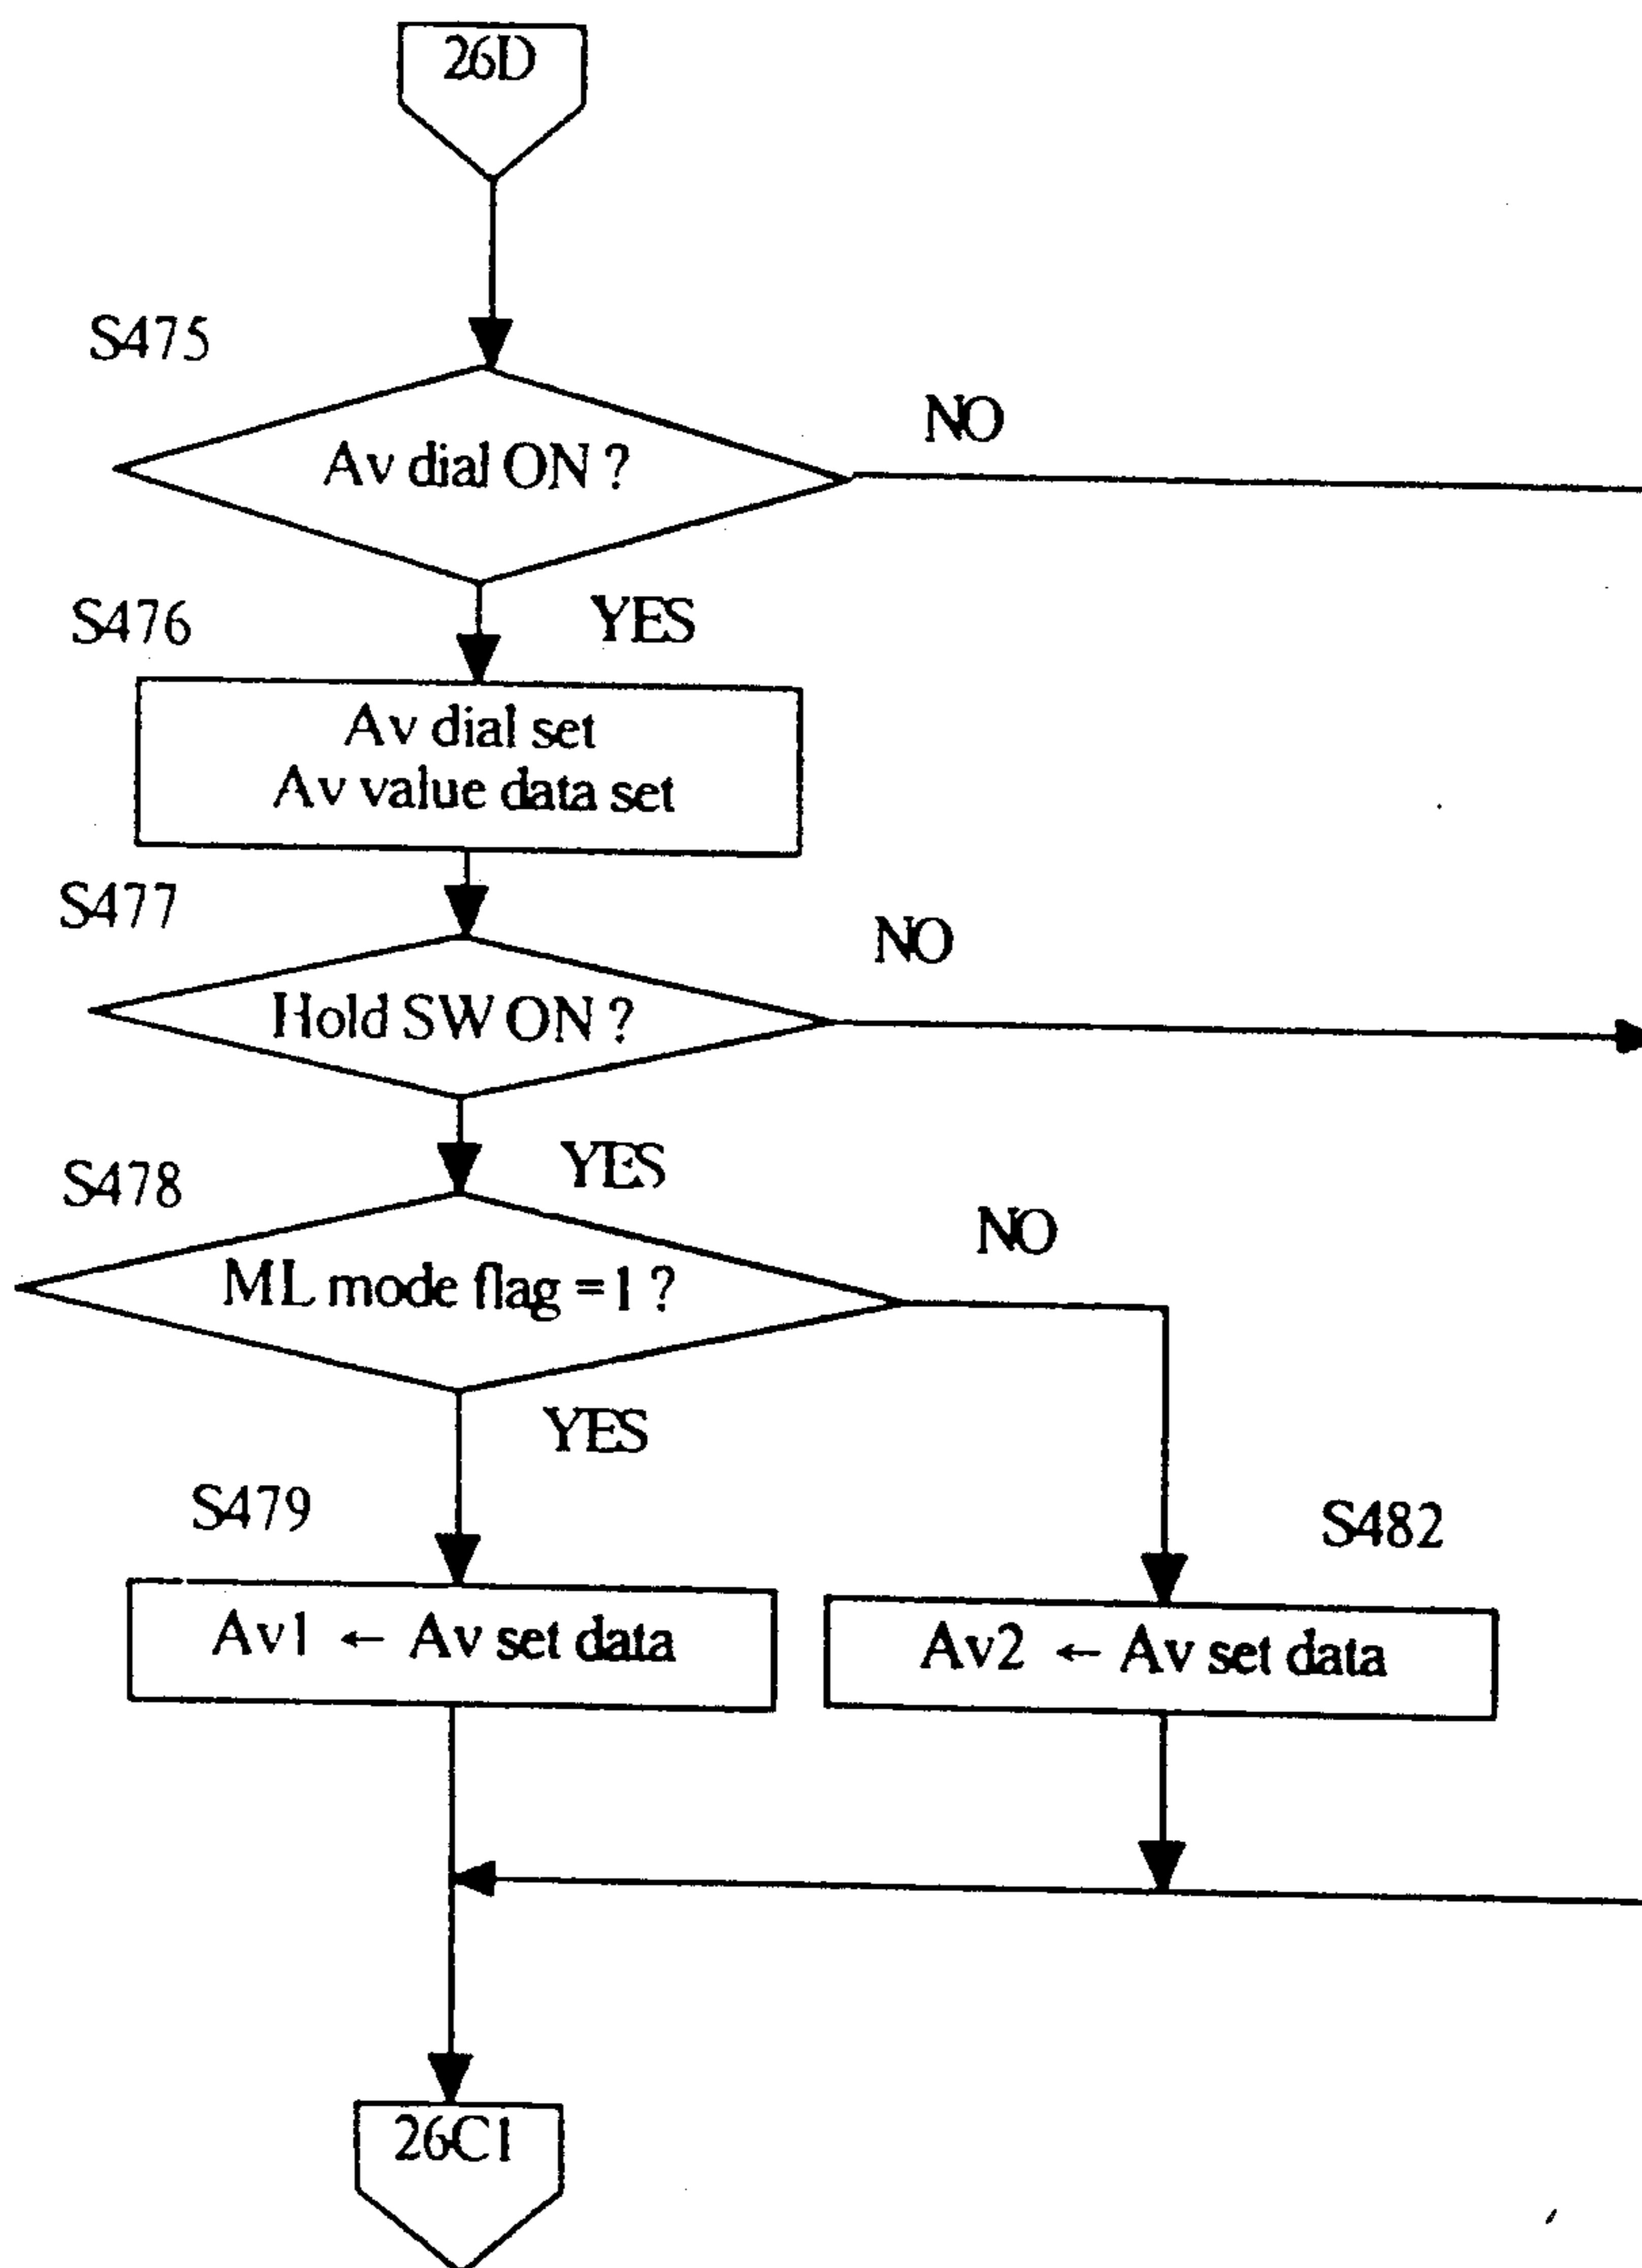 26D
S475
Av dial ON ?
NO
S476
YES
Av dial set
Av value data set
S477
NO
Hold SW ON ?
YES
S478
NO
ML mode flag =1 ?
YES
S479
S482
Av1 ← Av set data
Av2 ← Av set data
26C1